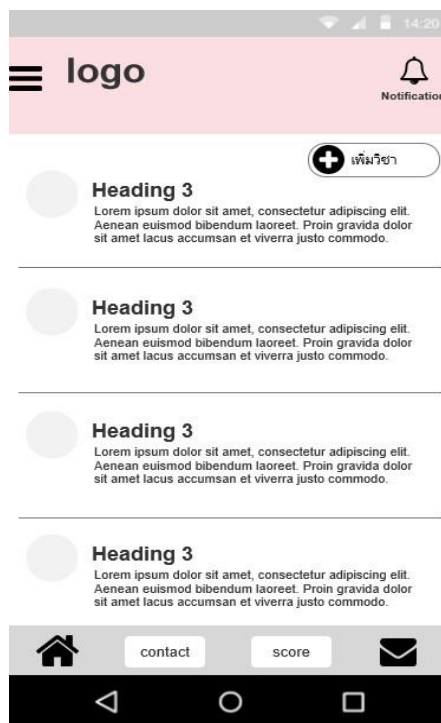 14:20
logo
Notification
เพิ่มวิชา
Heading 3
Lorem ipsum dolor sit amet, consectetur adipiscing elit.
Aenean euismod bibendum laoreet. Proin gravida dolor
sit amet lacus accumsan et viverra justo commodo.
Heading 3
Lorem ipsum dolor sit amet, consectetur adipiscing elit.
Aenean euismod bibendum laoreet. Proin gravida dolor
sit amet lacus accumsan et viverra justo commodo.
Heading 3
Lorem ipsum dolor sit amet, consectetur adipiscing elit.
Aenean euismod bibendum laoreet. Proin gravida dolor
sit amet lacus accumsan et viverra justo commodo.
Heading 3
Lorem ipsum dolor sit amet, consectetur adipiscing elit.
Aenean euismod bibendum laoreet. Proin gravida dolor
sit amet lacus accumsan et viverra justo commodo.
contact
score